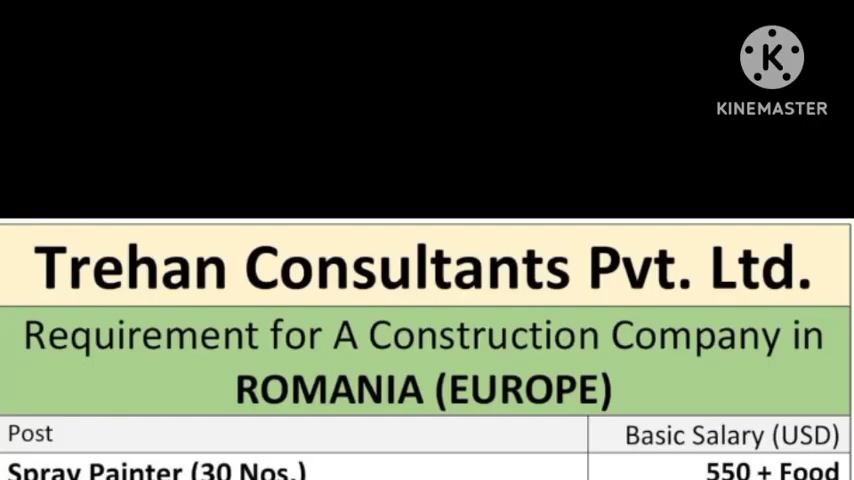 K
KINEMASTER
Trehan Consultants Pvt. Ltd.
Requirement for A Construction Company in
ROMANIA (EUROPE)
Post Basic Salary (USD)
Spray Painter (30 Nos.) 550 + Food